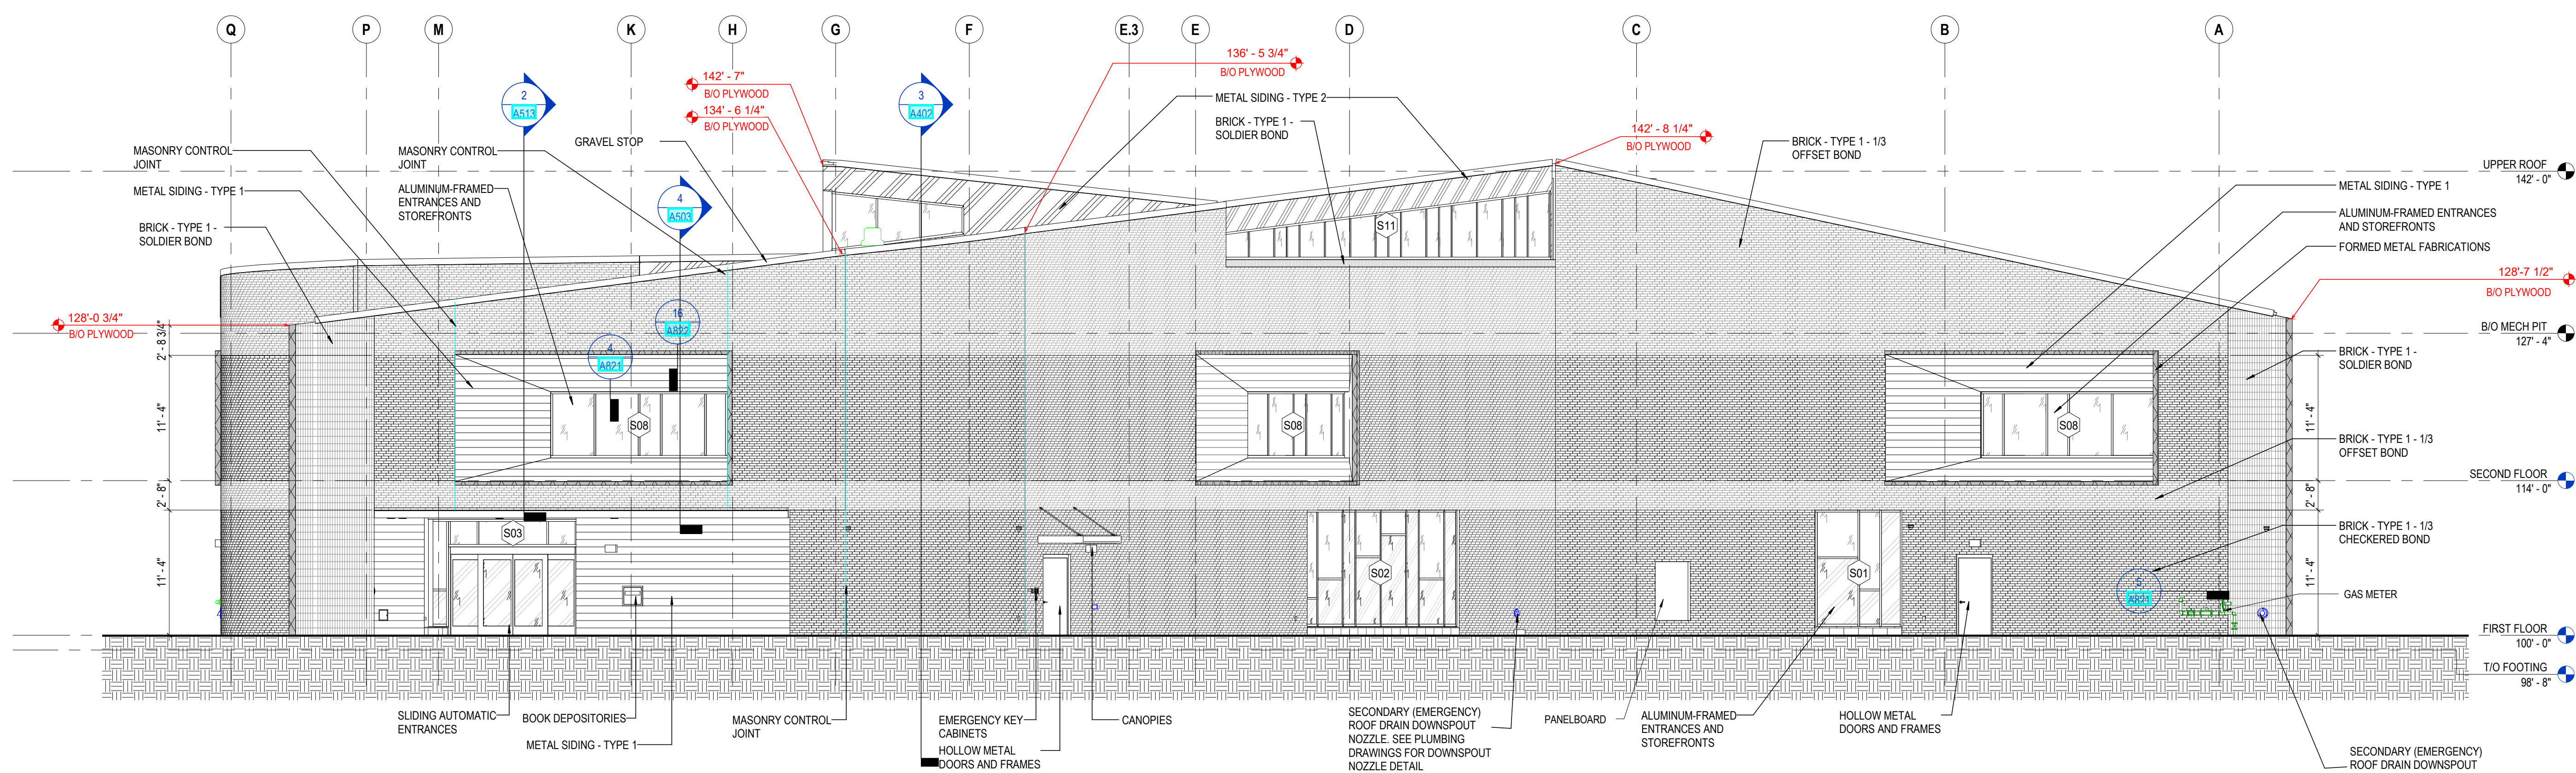 Q P M K H G F E.3 E D C B A
136' - 5 3/4"
B/O PLYWOOD
142' - 7"
B/O PLYWOOD
134' - 6 1/4"
B/O PLYWOOD
2
A513
3
A402
4
A503
METAL SIDING - TYPE 2
BRICK - TYPE 1 -
SOLDIER BOND
142' - 8 1/4"
B/O PLYWOOD
BRICK - TYPE 1 - 1/3
OFFSET BOND
GRAVEL STOP
MASONRY CONTROL
JOINT
MASONRY CONTROL
JOINT
METAL SIDING - TYPE 1
ALUMINUM-FRAMED
ENTRANCES AND
STOREFRONTS
BRICK - TYPE 1 -
SOLDIER BOND
UPPER ROOF
142' - 0"
METAL SIDING - TYPE 1
ALUMINUM-FRAMED ENTRANCES
AND STOREFRONTS
FORMED METAL FABRICATIONS
S11
128'-7 1/2"
B/O PLYWOOD
128'-0 3/4"
B/O PLYWOOD
16
A822
4
A821
B/O MECH PIT
127' - 4"
BRICK - TYPE 1 -
SOLDIER BOND
2' - 8 3/4"
11' - 4"
2' - 8"
11' - 4"
S08
S08
S08
11' - 4"
2' - 8"
11' - 4"
BRICK - TYPE 1 - 1/3
OFFSET BOND
SECOND FLOOR
114' - 0"
BRICK - TYPE 1 - 1/3
CHECKERED BOND
S03
S02
S01
5
A821
GAS METER
FIRST FLOOR
100' - 0"
T/O FOOTING
98' - 8"
SLIDING AUTOMATIC
ENTRANCES
BOOK DEPOSITORIES
METAL SIDING - TYPE 1
MASONRY CONTROL
JOINT
EMERGENCY KEY
CABINETS
HOLLOW METAL
DOORS AND FRAMES
CANOPIES
SECONDARY (EMERGENCY)
ROOF DRAIN DOWNSPOUT
NOZZLE. SEE PLUMBING
DRAWINGS FOR DOWNSPOUT
NOZZLE DETAIL
PANELBOARD
ALUMINUM-FRAMED
ENTRANCES AND
STOREFRONTS
HOLLOW METAL
DOORS AND FRAMES
SECONDARY (EMERGENCY)
ROOF DRAIN DOWNSPOUT